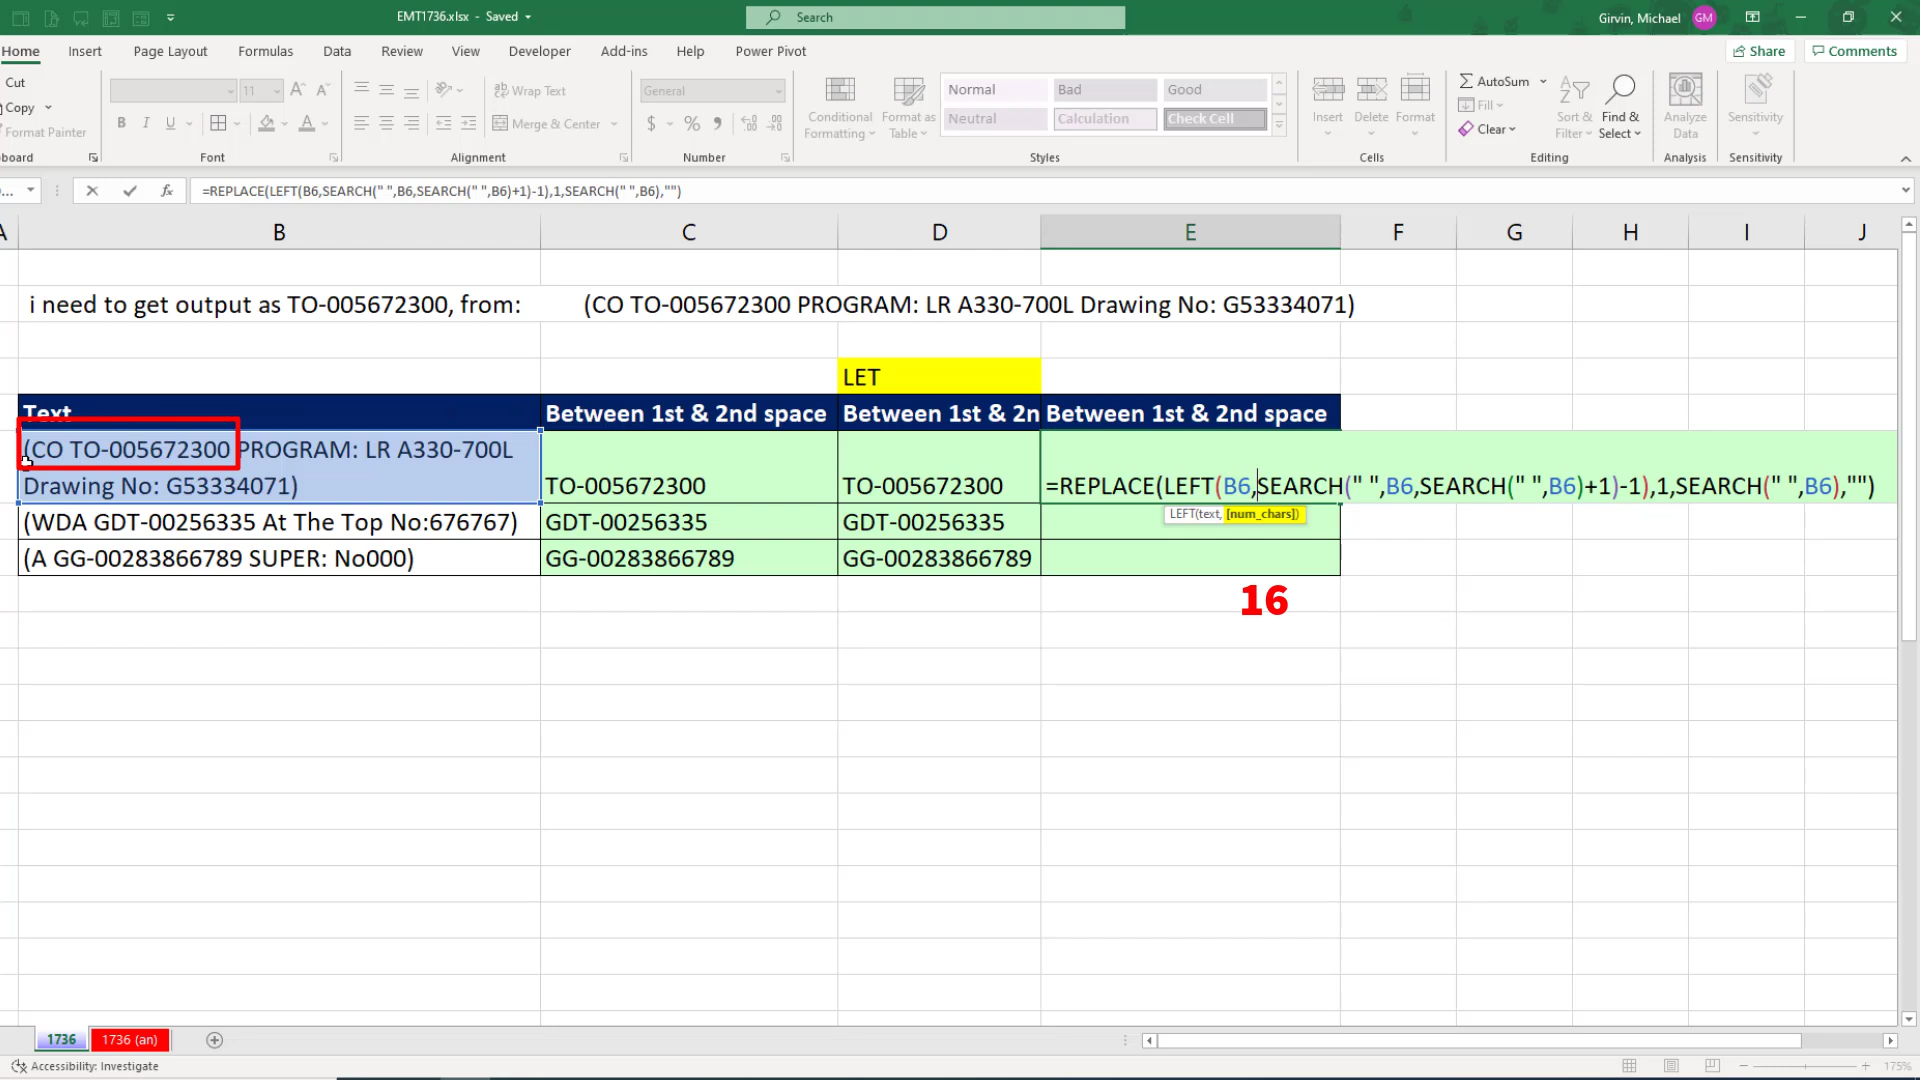 EMT1736.xlsx - Saved
Search
Girvin, Michael GM
Home Insert Page Layout Formulas Data Review View Developer Add-ins Help Power Pivot Share Comments
Cut
Copy
Format Painter
board
11
Font
Wrap Text
Merge & Center
Alignment
General
Number
Conditional Formatting
Format as Table
Normal Bad Good
Neutral Calculation Check Cell
Styles
Insert Delete Format
Cells
AutoSum
Fill
Clear
Sort & Filter
Find & Select
Editing
Analyze Data
Analysis
Sensitivity
Sensitivity
... fx =REPLACE(LEFT(B6,SEARCH(" ",B6,SEARCH(" ",B6)+1)-1),1,SEARCH(" ",B6),"")
A B C D E F G H I J
i need to get output as TO-005672300, from: (CO TO-005672300 PROGRAM: LR A330-700L Drawing No: G53334071)
LET
Text Between 1st & 2nd space Between 1st & 2n Between 1st & 2nd space
(CO TO-005672300 PROGRAM: LR A330-700L
Drawing No: G53334071) TO-005672300 TO-005672300 =REPLACE(LEFT(B6,SEARCH(" ",B6,SEARCH(" ",B6)+1)-1),1,SEARCH(" ",B6),"")
LEFT(text, [num_chars])
(WDA GDT-00256335 At The Top No:676767) GDT-00256335 GDT-00256335
(A GG-00283866789 SUPER: No000) GG-00283866789 GG-00283866789
16
1736 1736 (an)
Accessibility: Investigate 175%